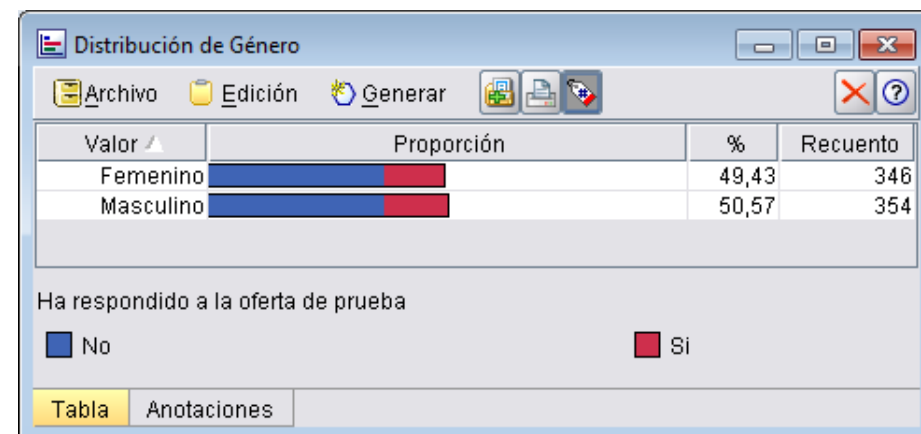 Distribución de Género
Archivo Edición Generar
Valor Proporción % Recuento
Femenino 49,43 346
Masculino 50,57 354
Ha respondido a la oferta de prueba
No Si
Tabla Anotaciones